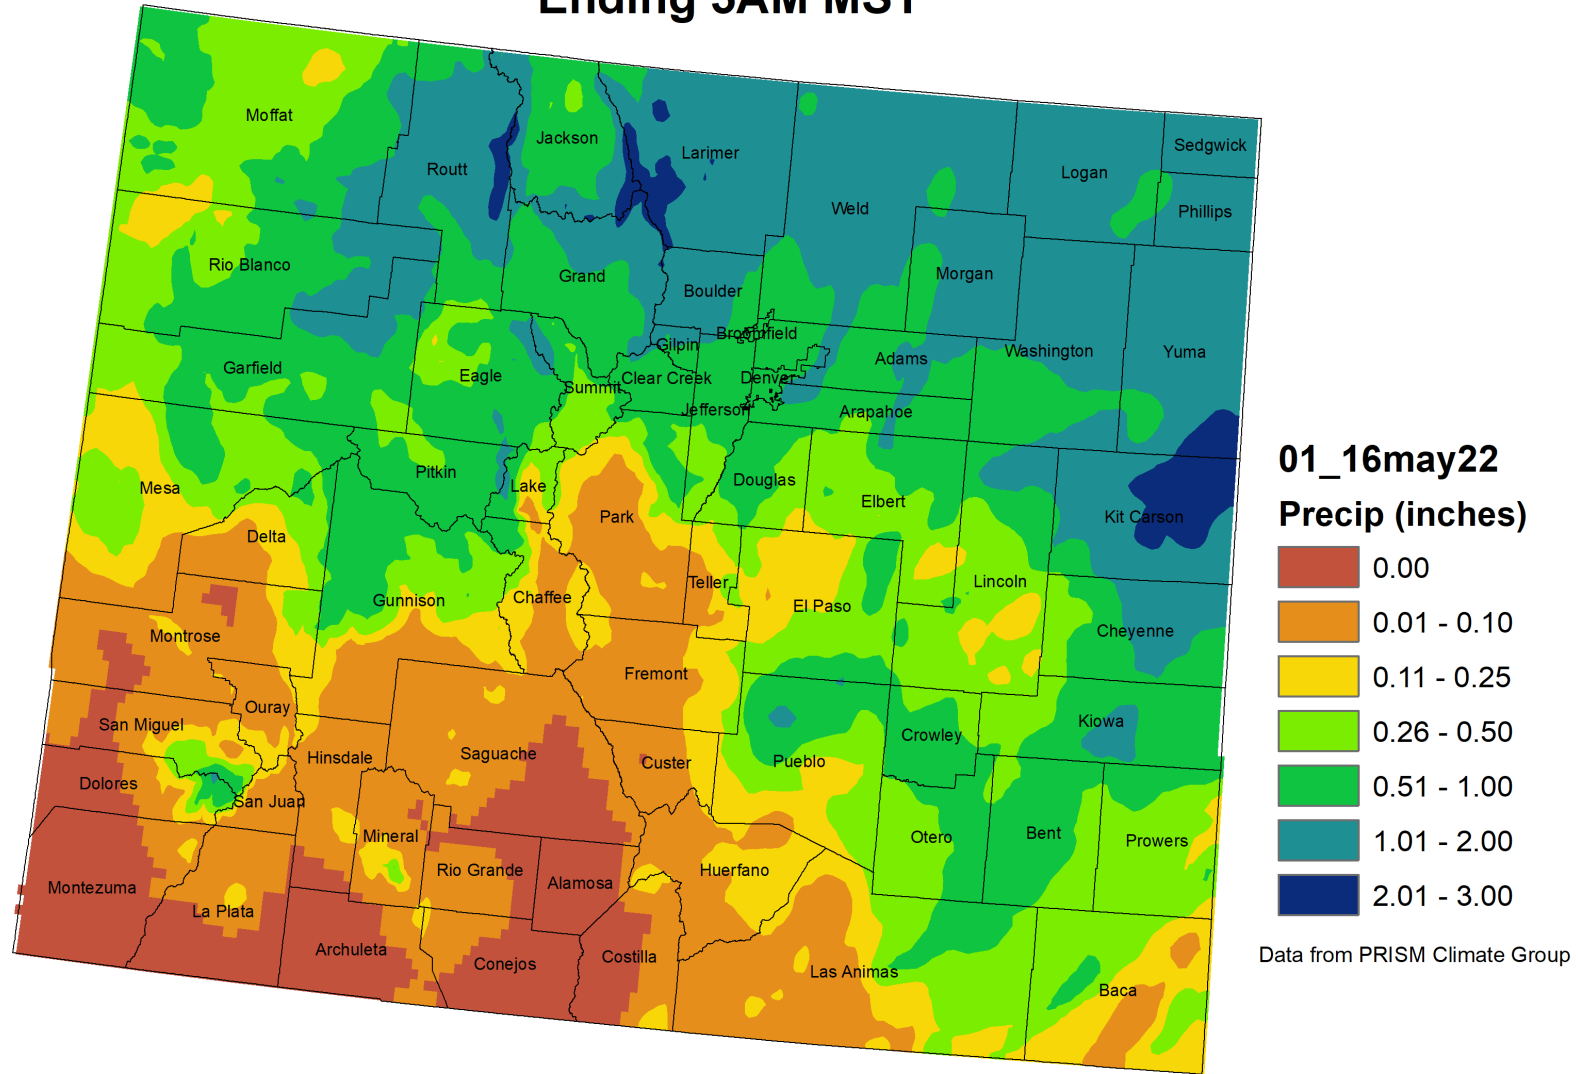 Ending 5AM MST
Moffat
Routt
Jackson
Larimer
Weld
Logan
Sedgwick
Phillips
Rio Blanco
Grand
Boulder
Morgan
Broomfield
Gilpin
Garfield
Eagle
Summit
Clear Creek
Denver
Adams
Washington
Yuma
Jefferson
Arapahoe
Mesa
Pitkin
Lake
Park
Douglas
Elbert
Kit Carson
Delta
Gunnison
Chaffee
Teller
El Paso
Lincoln
Cheyenne
Montrose
Fremont
San Miguel
Ouray
Hinsdale
Saguache
Custer
Pueblo
Crowley
Kiowa
Dolores
San Juan
Mineral
Rio Grande
Alamosa
Huerfano
Otero
Bent
Prowers
Montezuma
La Plata
Archuleta
Conejos
Costilla
Las Animas
Baca
01_16may22
Precip (inches)
0.00
0.01 - 0.10
0.11 - 0.25
0.26 - 0.50
0.51 - 1.00
1.01 - 2.00
2.01 - 3.00
Data from PRISM Climate Group